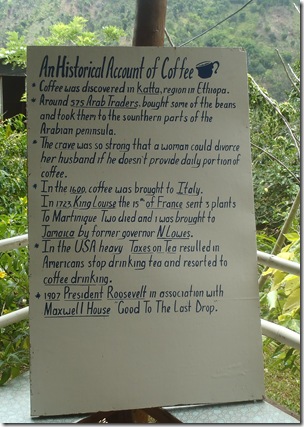 An Historical Account of Coffee
* Coffee was discovered in Kaffa, region in Ethiopa.
* Around 575 Arab Traders, bought some of the beans
and took them to the sounthern parts of the
Arabian peninsula.
* The crave was so strong that a woman could divorce
her husband if he doesn't provide daily portion of
coffee.
* In the 1600, coffee was brought to Italy.
In 1723 King Louise the 15th of France sent 3 plants
To Martinique Two died and 1 was brought to
Jamaica by former governor N Lowes.
* In the USA heavy Taxes on Tea resulted in
Americans stop drinking tea and resorted to
coffee drinking.
* 1907 President Roosevelt in association with
Maxwell House "Good To The Last Drop".